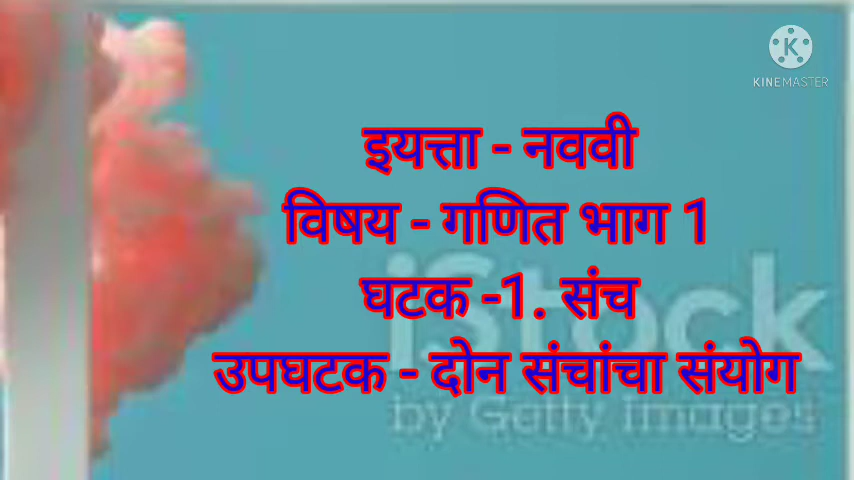 KINEMASTER
इयत्ता - नववी
विषय - गणित भाग 1
घटक -1. संच
उपघटक - दोन संचांचा संयोग
iStock
by Getty Images